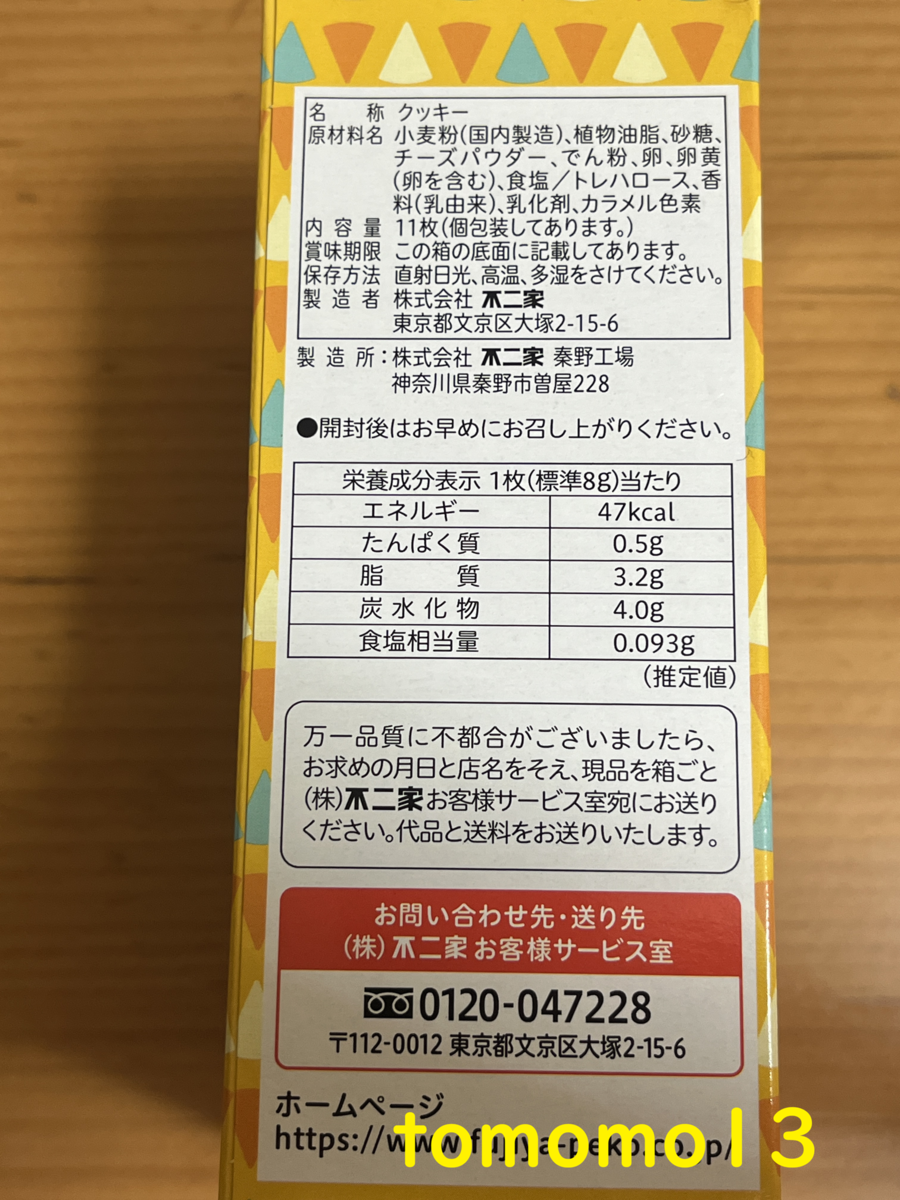 名称 クッキー
原材料名 小麦粉(国内製造)、植物油脂、砂糖、
チーズパウダー、でん粉、卵、卵黄
(卵を含む)、食塩／トレハロース、香
料(乳由来)、乳化剤、カラメル色素
内容量 11枚(個包装してあります。)
賞味期限 この箱の底面に記載してあります。
保存方法 直射日光、高温、多湿をさけてください。
製造者 株式会社 不二家
東京都文京区大塚2-15-6
製造所：株式会社 不二家 秦野工場
神奈川県秦野市曽屋228
●開封後はお早めにお召し上がりください。
栄養成分表示 1枚(標準8g)当たり
エネルギー 47kcal
たんぱく質 0.5g
脂質 3.2g
炭水化物 4.0g
食塩相当量 0.093g
(推定値)
万一品質に不都合がございましたら、
お求めの月日と店名をそえ、現品を箱ごと
(株)不二家お客様サービス室宛にお送り
ください。代品と送料をお送りいたします。
お問い合わせ先・送り先
(株)不二家お客様サービス室
0120-047228
〒112-0012 東京都文京区大塚2-15-6
ホームページ
https://www.fujiya-peko.co.jp/
tomomo1 3